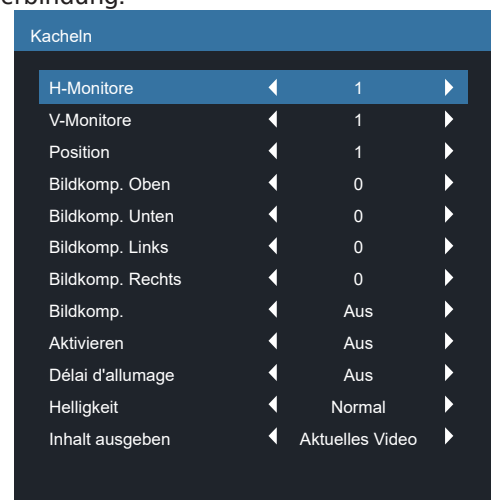 erbindung.
Kacheln
H-Monitore 1
V-Monitore 1
Position 1
Bildkomp. Oben 0
Bildkomp. Unten 0
Bildkomp. Links 0
Bildkomp. Rechts 0
Bildkomp. Aus
Aktivieren Aus
Délai d'allumage Aus
Helligkeit Normal
Inhalt ausgeben Aktuelles Video